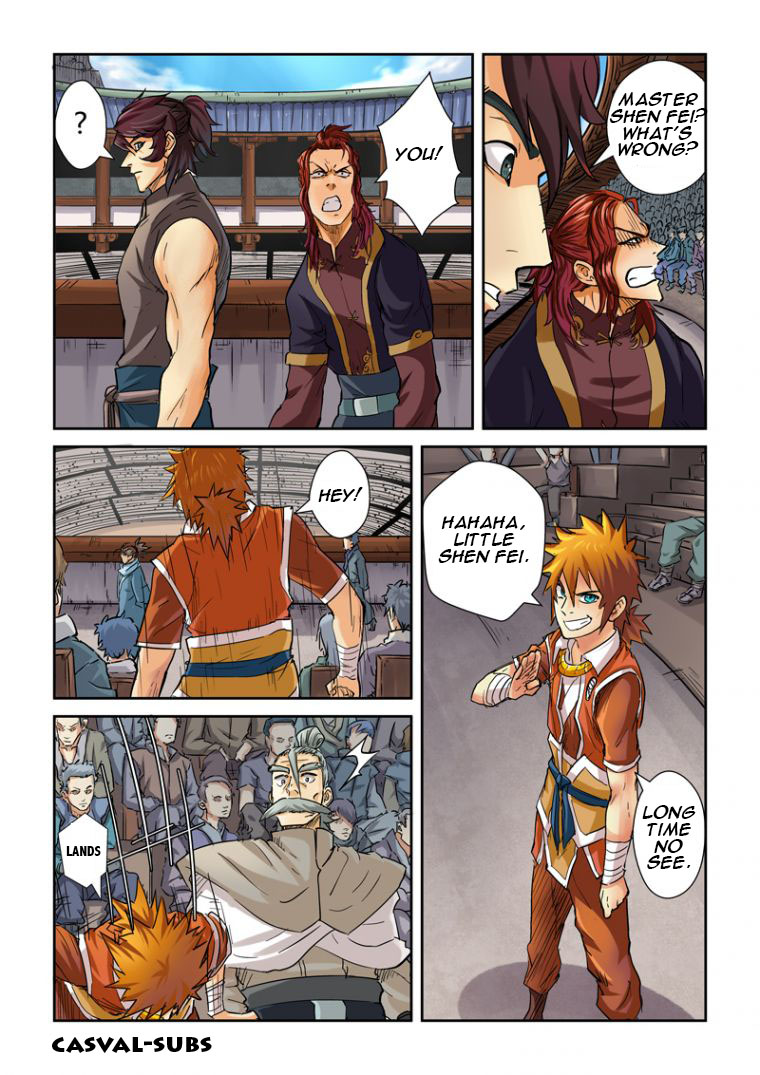 ?
YOU!
MASTER
SHEN FEI?
WHAT'S
WRONG?
HEY!
HAHAHA,
LITTLE
SHEN FEI.
LANDS
LONG
TIME
NO
SEE.
CASVAL-SUBS